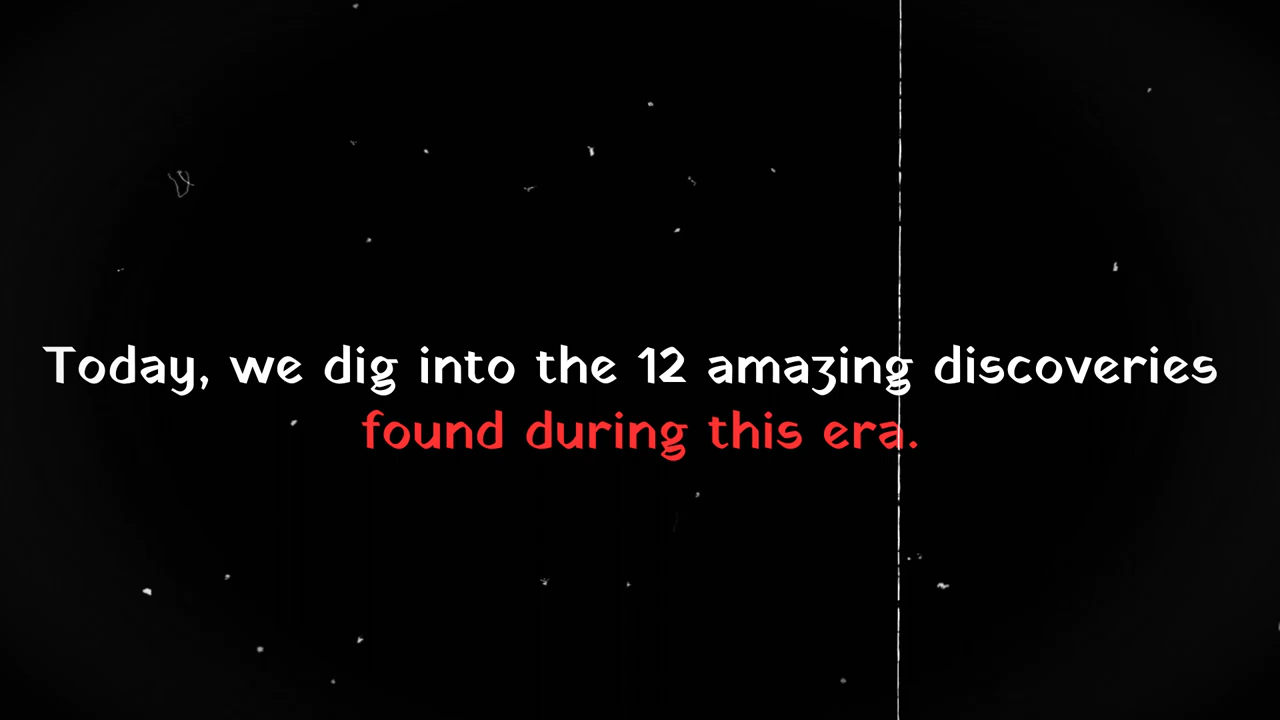 Today, we dig into the 12 amazing discoveries
found during this era.